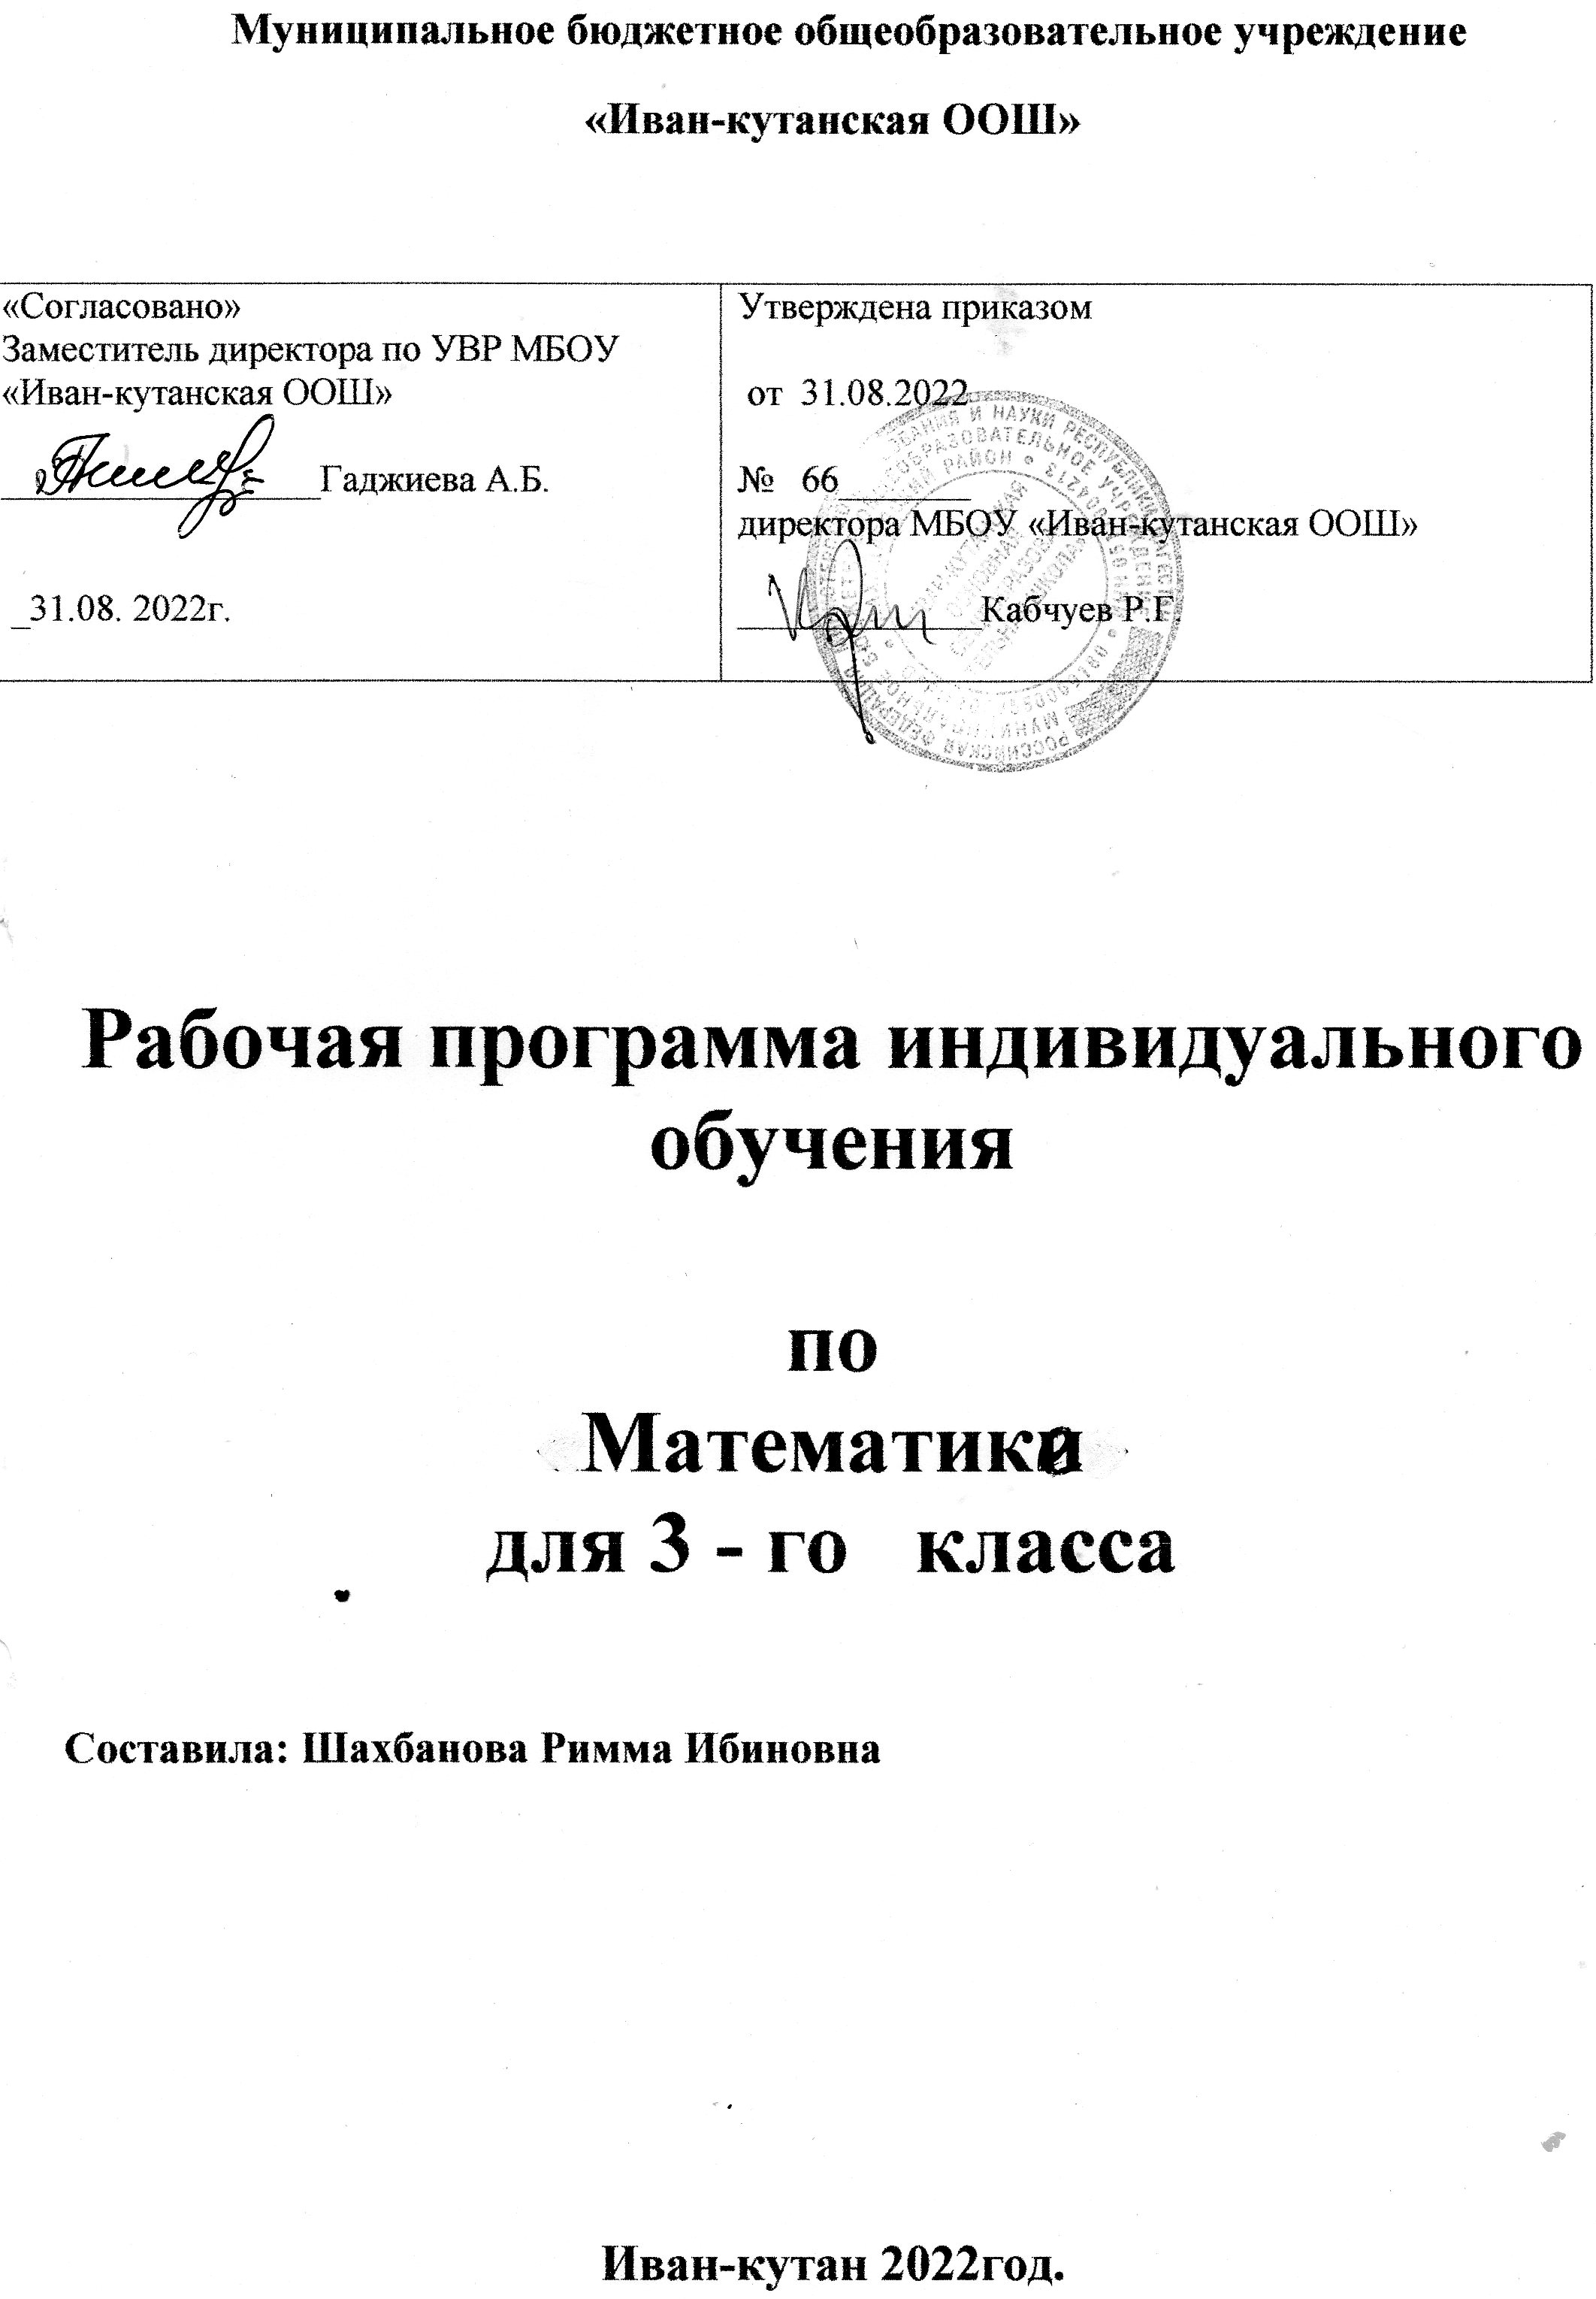 Муниципальное бюджетное общеобразовательное учреждение
«Иван-кутанская ООШ»
«Согласовано»
Заместитель директора по УВР МБОУ
«Иван-кутанская ООШ»
Гаджиева А.Б.
_31.08. 2022г.
Утверждена приказом
от 31.08.2022
№ 66_______
директора МБОУ «Иван-кутанская ООШ»
Кабчуев Р.Г.
Рабочая программа индивидуального
обучения
по
Математике
для 3 - го класса
Составила: Шахбанова Римма Ибиновна
Иван-кутан 2022год.